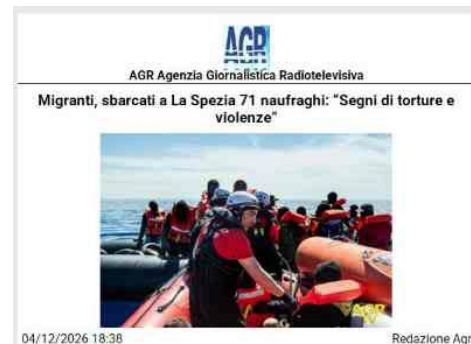 AGR
AGR Agenzia Giornalistica Radiotelevisiva
Migranti, sbarcati a La Spezia 71 naufraghi: “Segni di torture e
violenze”
AGR
04/12/2026 18:38
Redazione Agr